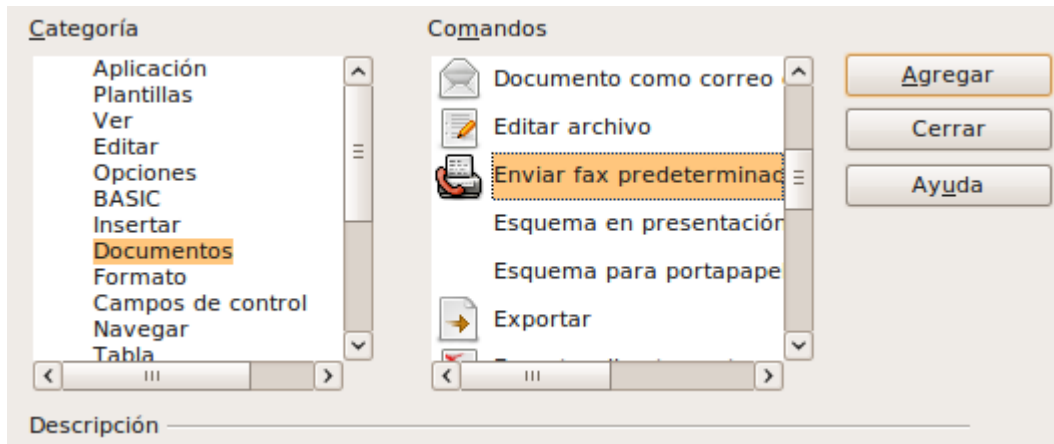 Categoría
Aplicación
Plantillas
Ver
Editar
Opciones
BASIC
Insertar
Documentos
Formato
Campos de control
Navegar
Tabla
Comandos
Documento como correo
Editar archivo
Enviar fax predeterminad
Esquema en presentación
Esquema para portapape
Exportar
Agregar
Cerrar
Ayuda
Descripción